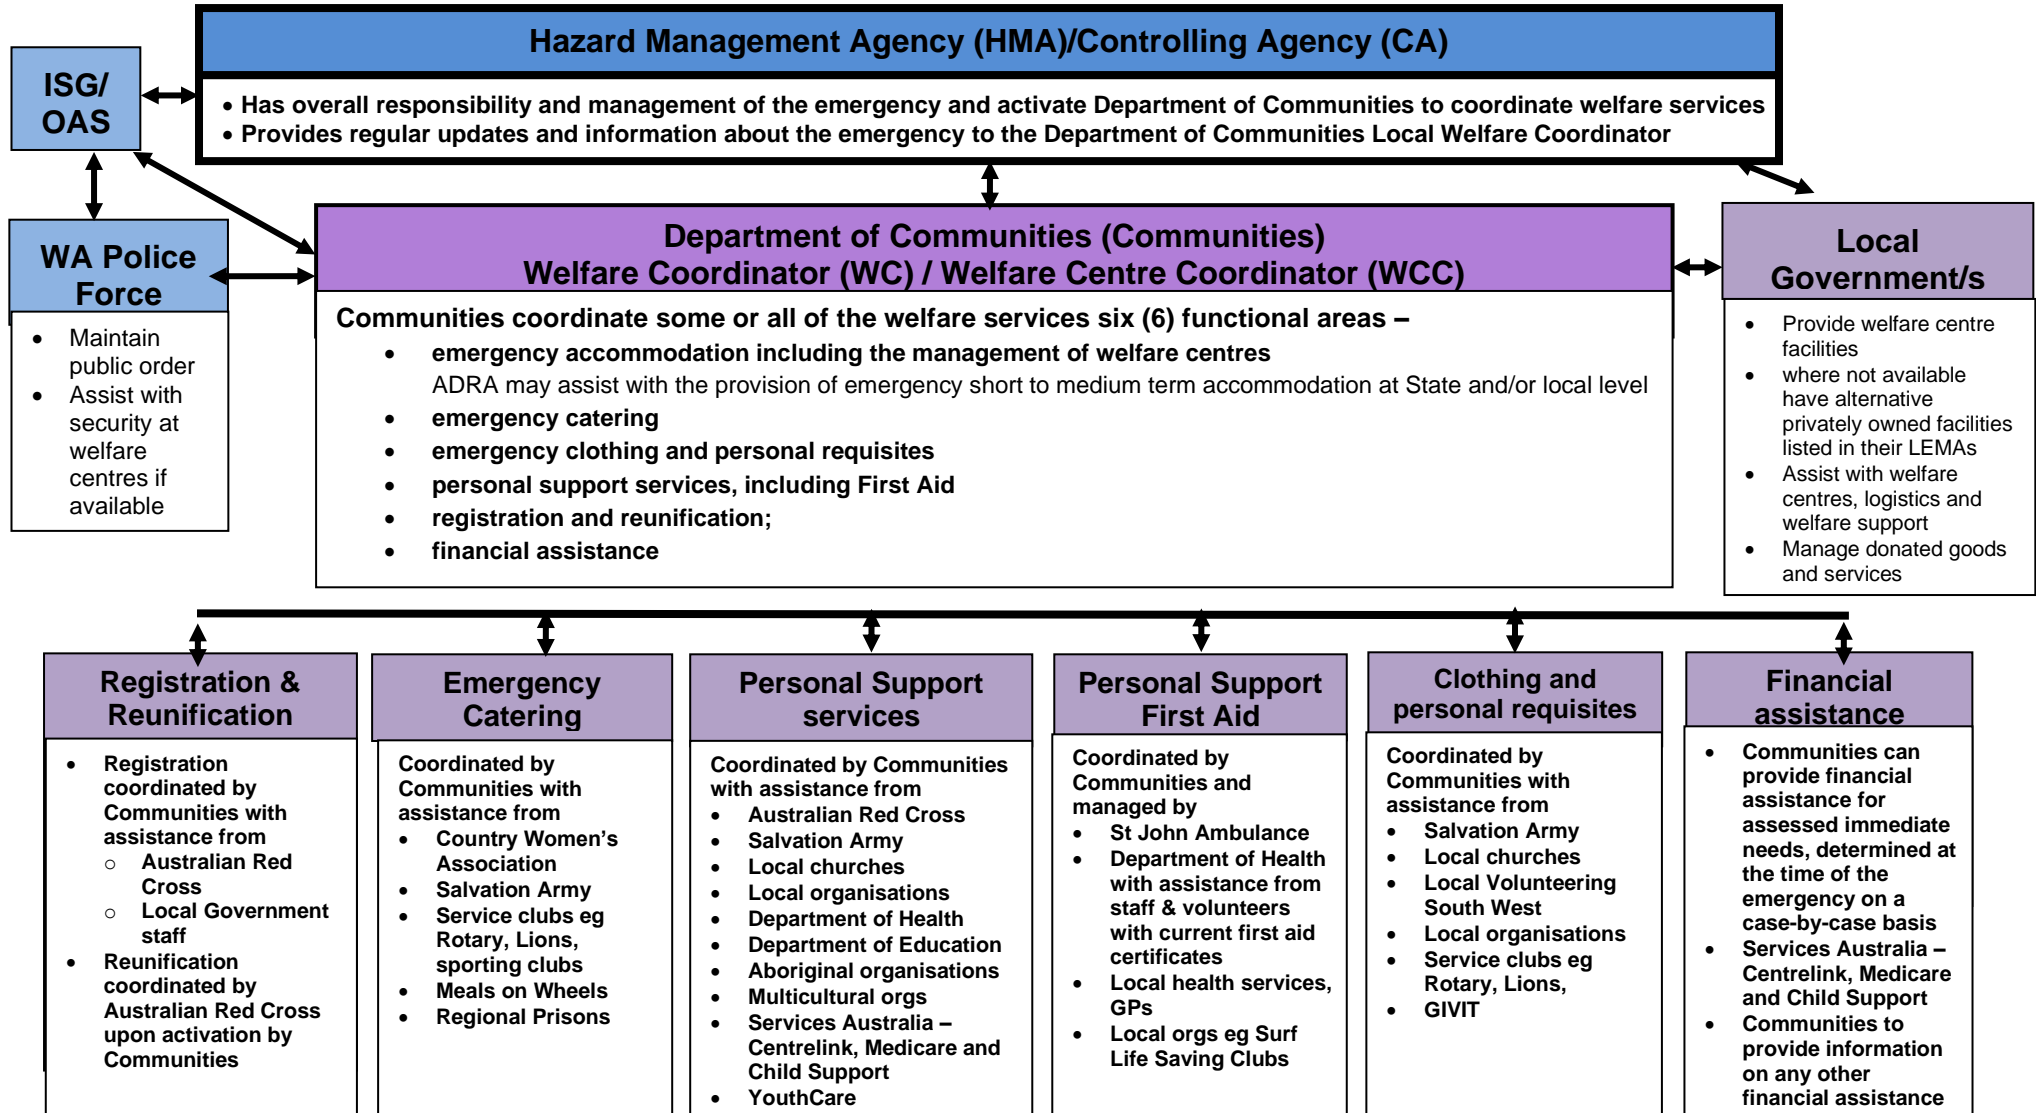 Hazard Management Agency (HMA)/Controlling Agency (CA)
• Has overall responsibility and management of the emergency and activate Department of Communities to coordinate welfare services
• Provides regular updates and information about the emergency to the Department of Communities Local Welfare Coordinator
ISG/
OAS
WA Police
Force
• Maintain
public order
• Assist with
security at
welfare
centres if
available
Department of Communities (Communities)
Welfare Coordinator (WC) / Welfare Centre Coordinator (WCC)
Communities coordinate some or all of the welfare services six (6) functional areas –
• emergency accommodation including the management of welfare centres
ADRA may assist with the provision of emergency short to medium term accommodation at State and/or local level
• emergency catering
• emergency clothing and personal requisites
• personal support services, including First Aid
• registration and reunification;
• financial assistance
Local
Government/s
• Provide welfare centre
facilities
• where not available
have alternative
privately owned facilities
listed in their LEMAs
• Assist with welfare
centres, logistics and
welfare support
• Manage donated goods
and services
Registration &
Reunification
• Registration
coordinated by
Communities with
assistance from
o Australian Red
Cross
o Local Government
staff
• Reunification
coordinated by
Australian Red Cross
upon activation by
Communities
Emergency
Catering
Coordinated by
Communities with
assistance from
• Country Women’s
Association
• Salvation Army
• Service clubs eg
Rotary, Lions,
sporting clubs
• Meals on Wheels
• Regional Prisons
Personal Support
services
Coordinated by Communities
with assistance from
• Australian Red Cross
• Salvation Army
• Local churches
• Local organisations
• Department of Health
• Department of Education
• Aboriginal organisations
• Multicultural orgs
• Services Australia –
Centrelink, Medicare and
Child Support
• YouthCare
Personal Support
First Aid
Coordinated by
Communities and
managed by
• St John Ambulance
• Department of Health
with assistance from
staff & volunteers
with current first aid
certificates
• Local health services,
GPs
• Local orgs eg Surf
Life Saving Clubs
Clothing and
personal requisites
Coordinated by
Communities with
assistance from
• Salvation Army
• Local churches
• Local Volunteering
South West
• Local organisations
• Service clubs eg
Rotary, Lions,
• GIVIT
Financial
assistance
• Communities can
provide financial
assistance for
assessed immediate
needs, determined at
the time of the
emergency on a
case-by-case basis
• Services Australia –
Centrelink, Medicare
and Child Support
• Communities to
provide information
on any other
financial assistance